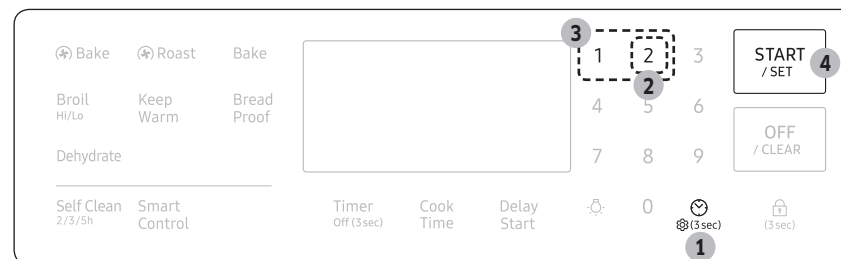 Bake
Roast
Bake
3
1
2
3
START
/ SET
4
Broil
Hi/Lo
Keep
Warm
Bread
Proof
2
4
5
6
OFF
/ CLEAR
Dehydrate
7
8
9
Self Clean
2/3/5h
Smart
Control
Timer
Off (3 sec)
Cook
Time
Delay
Start
0
(3 sec)
(3 sec)
1